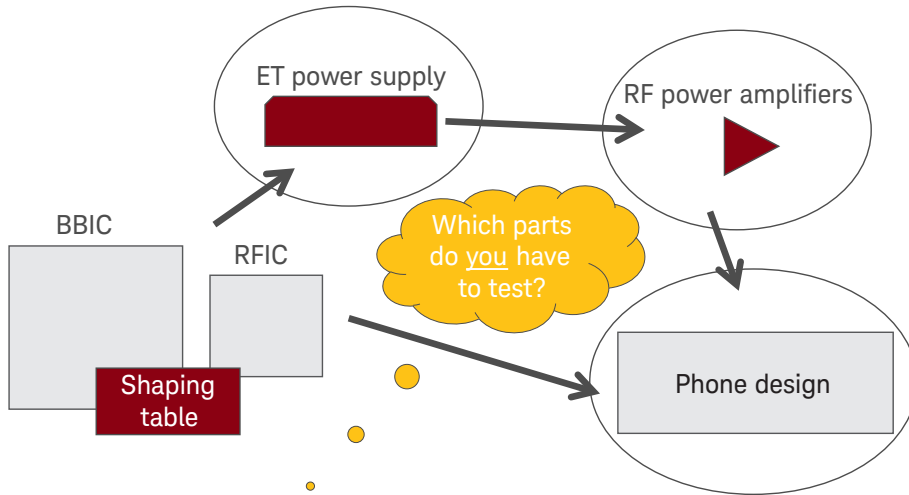 ET power supply
RF power amplifiers
BBIC
RFIC
Which parts
do you have
to test?
Shaping
table
Phone design